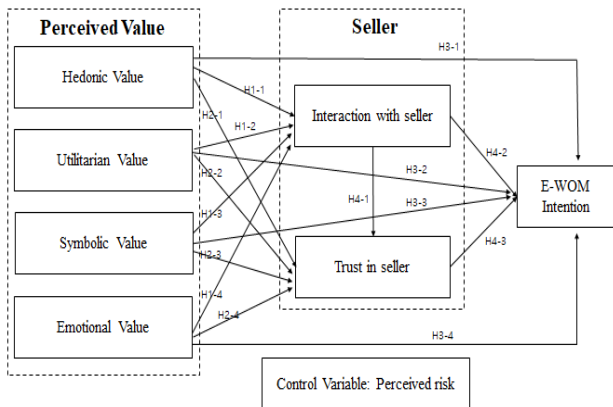 Perceived Value
Seller
Hedonic Value
H3-1
H1-1
Interaction with seller
H2-1
H1-2
Utilitarian Value
H4-2
H3-2
H2-2
E-WOM
Intention
H4-1
H3-3
H1-3
Symbolic Value
H4-3
H2-3
Trust in seller
H1-4
Emotional Value
H2-4
H3-4
Control Variable: Perceived risk